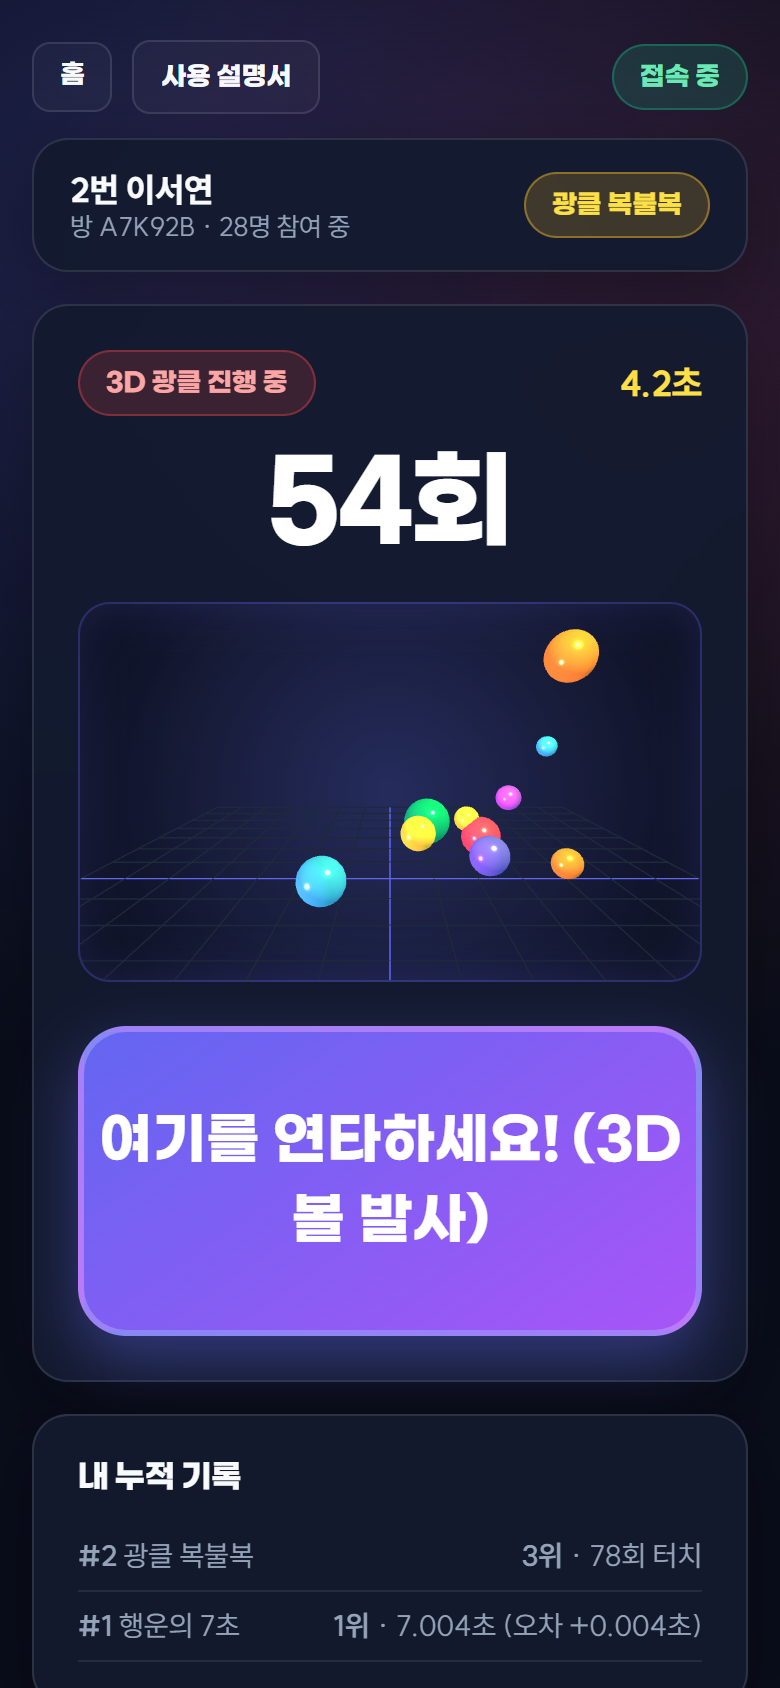 홈
사용 설명서
접속 중
2번 이서연
방 A7K92B · 28명 참여 중
광클 복불복
3D 광클 진행 중
4.2초
54회
여기를 연타하세요! (3D
볼 발사)
내 누적 기록
#2 광클 복불복
3위 · 78회 터치
#1 행운의 7초
1위 · 7.004초 (오차 +0.004초)